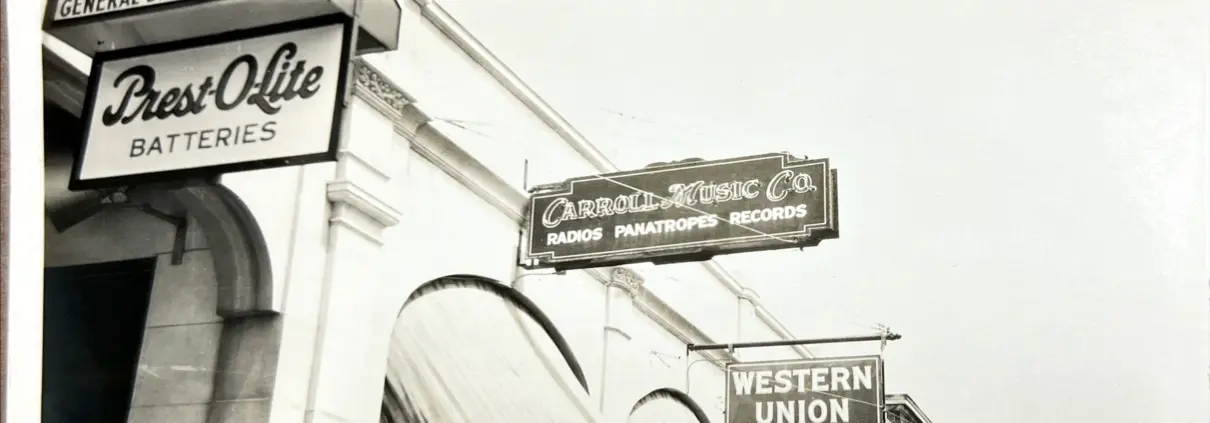 GENERAL
Prest-O-Lite
BATTERIES
CARROLL MUSIC CO.
RADIOS PANATROPES RECORDS
WESTERN
UNION